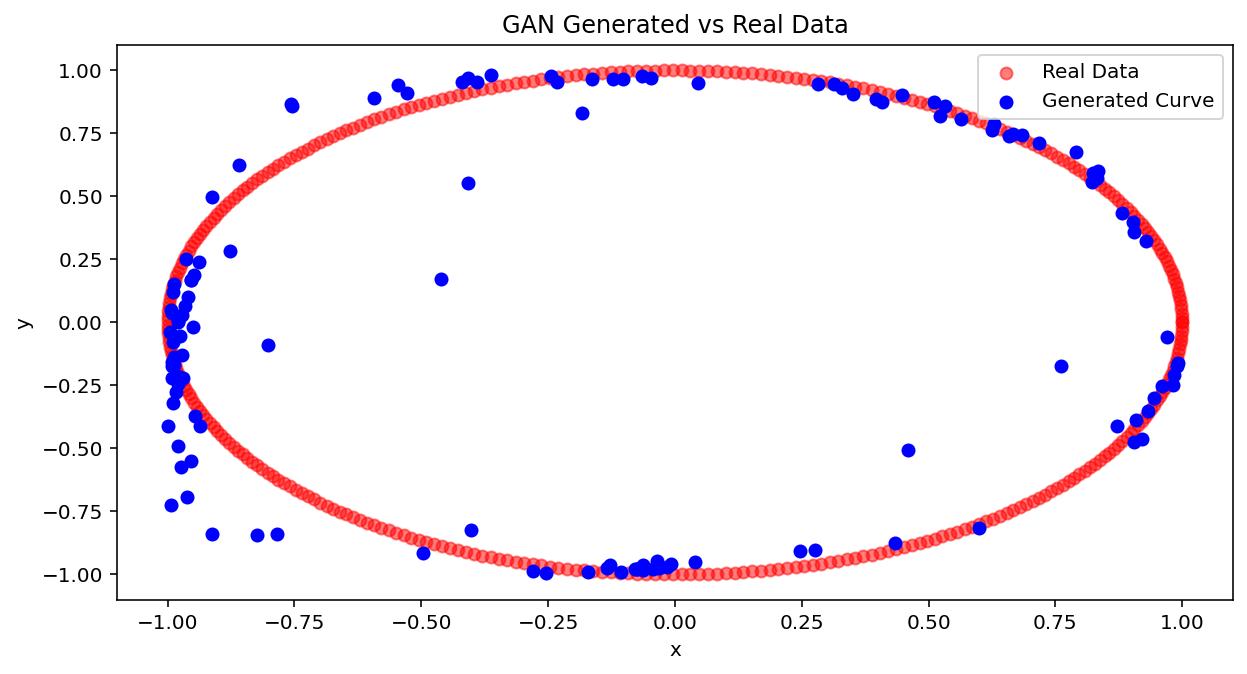 GAN Generated vs Real Data
Real Data
Generated Curve
1.00
0.75
0.50
0.25
0.00
−0.25
−0.50
−0.75
−1.00
y
−1.00 −0.75 −0.50 −0.25 0.00 0.25 0.50 0.75 1.00
x